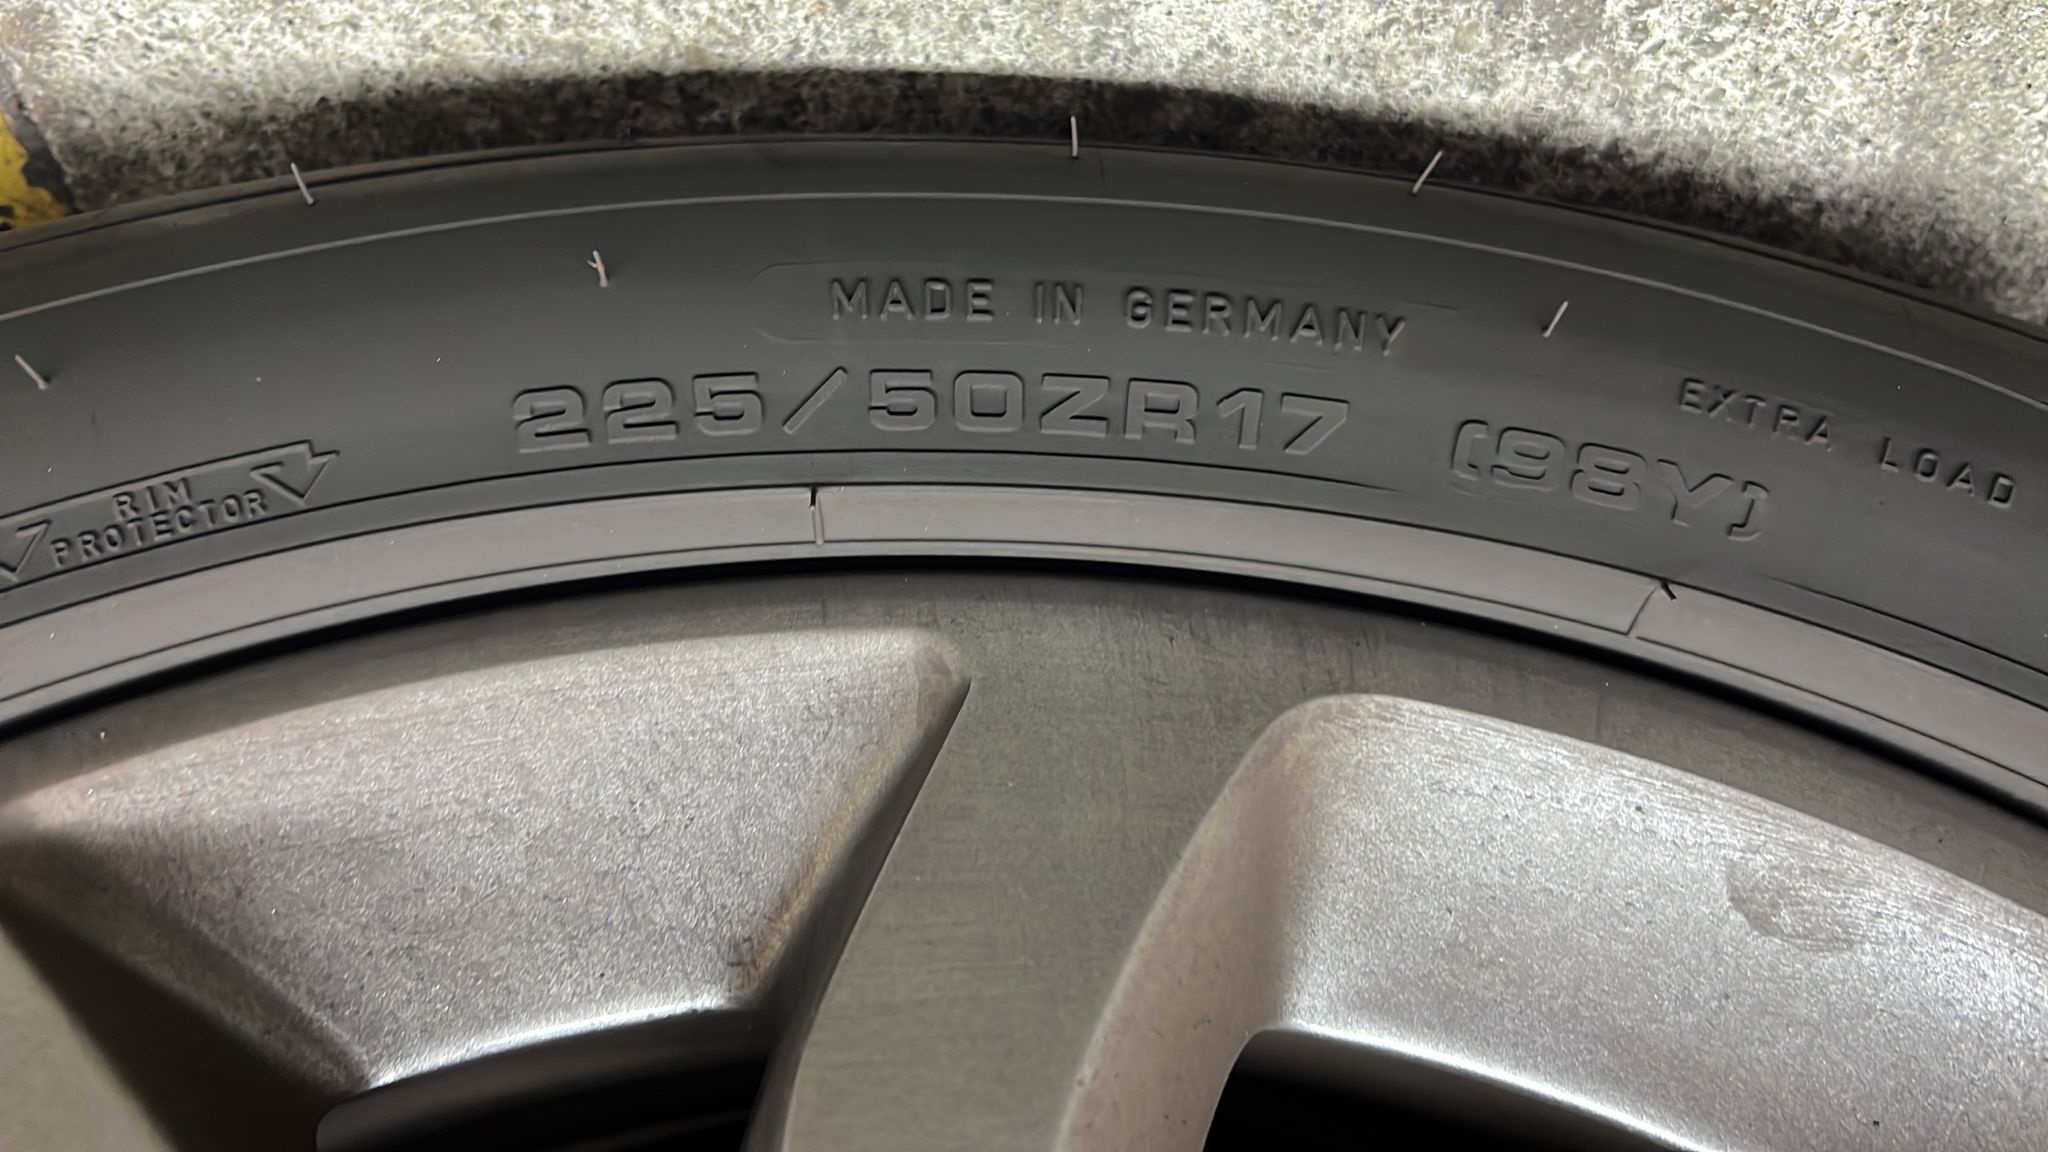 MADE IN GERMANY
225/50ZR17 (98Y)
EXTRA LOAD
RIM
PROTECTOR